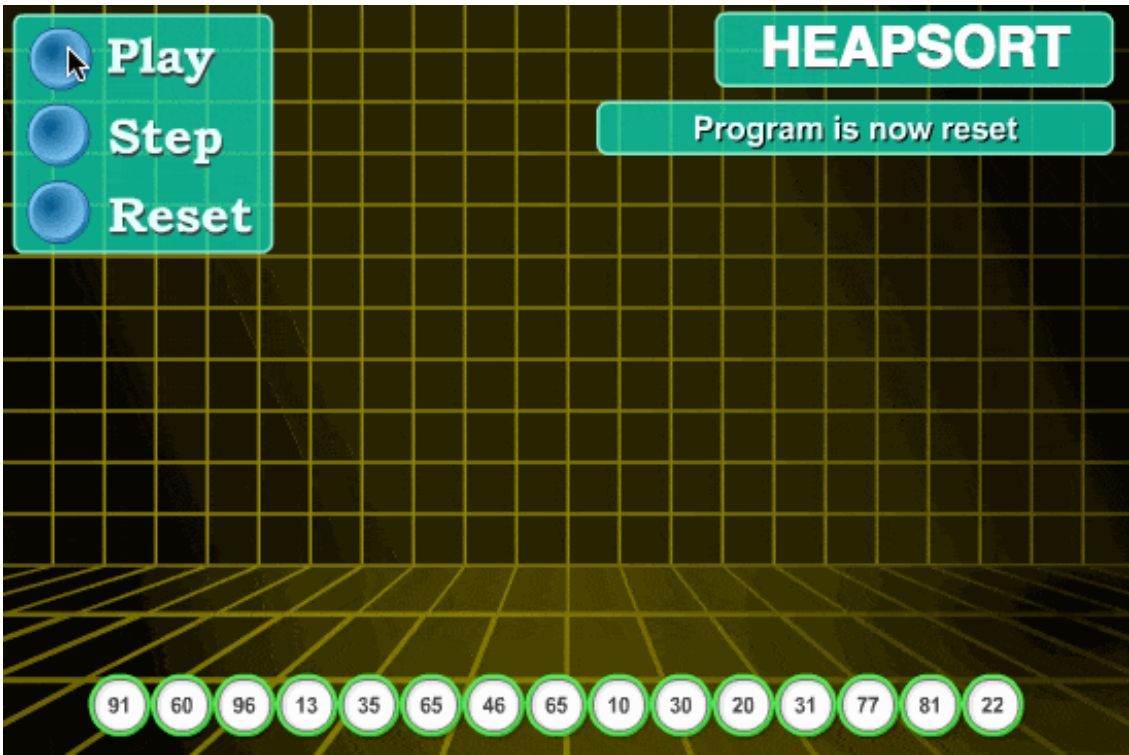 Play
Step
Reset
HEAPSORT
Program is now reset
91 60 96 13 35 65 46 65 10 30 20 31 77 81 22